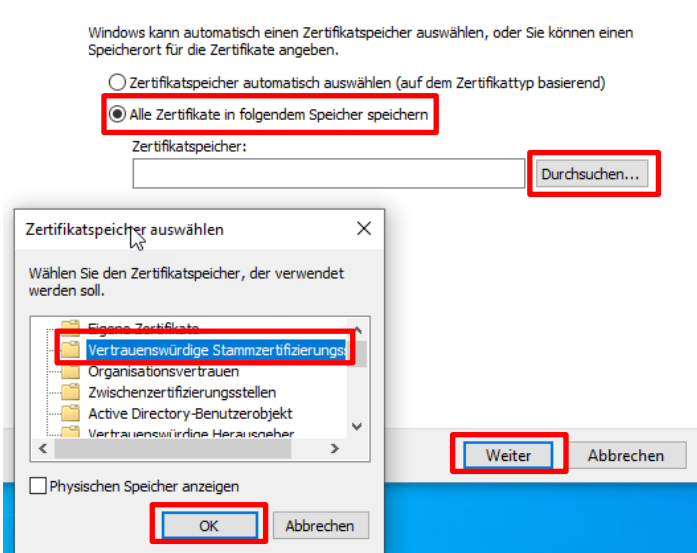 Windows kann automatisch einen Zertifikatspeicher auswählen, oder Sie können einen
Speicherort für die Zertifikate angeben.
Zertifikatspeicher automatisch auswählen (auf dem Zertifikattyp basierend)
Alle Zertifikate in folgendem Speicher speichern
Zertifikatspeicher:
Durchsuchen...
Zertifikatspeicher auswählen
Wählen Sie den Zertifikatspeicher, der verwendet
werden soll.
Eigene Zertifikate
Vertrauenswürdige Stammzertifizierungs
Organisationsvertrauen
Zwischenzertifizierungsstellen
Active Directory-Benutzerobjekt
Vertrauenswürdige Herausgeber
Physischen Speicher anzeigen
OK
Abbrechen
Weiter
Abbrechen